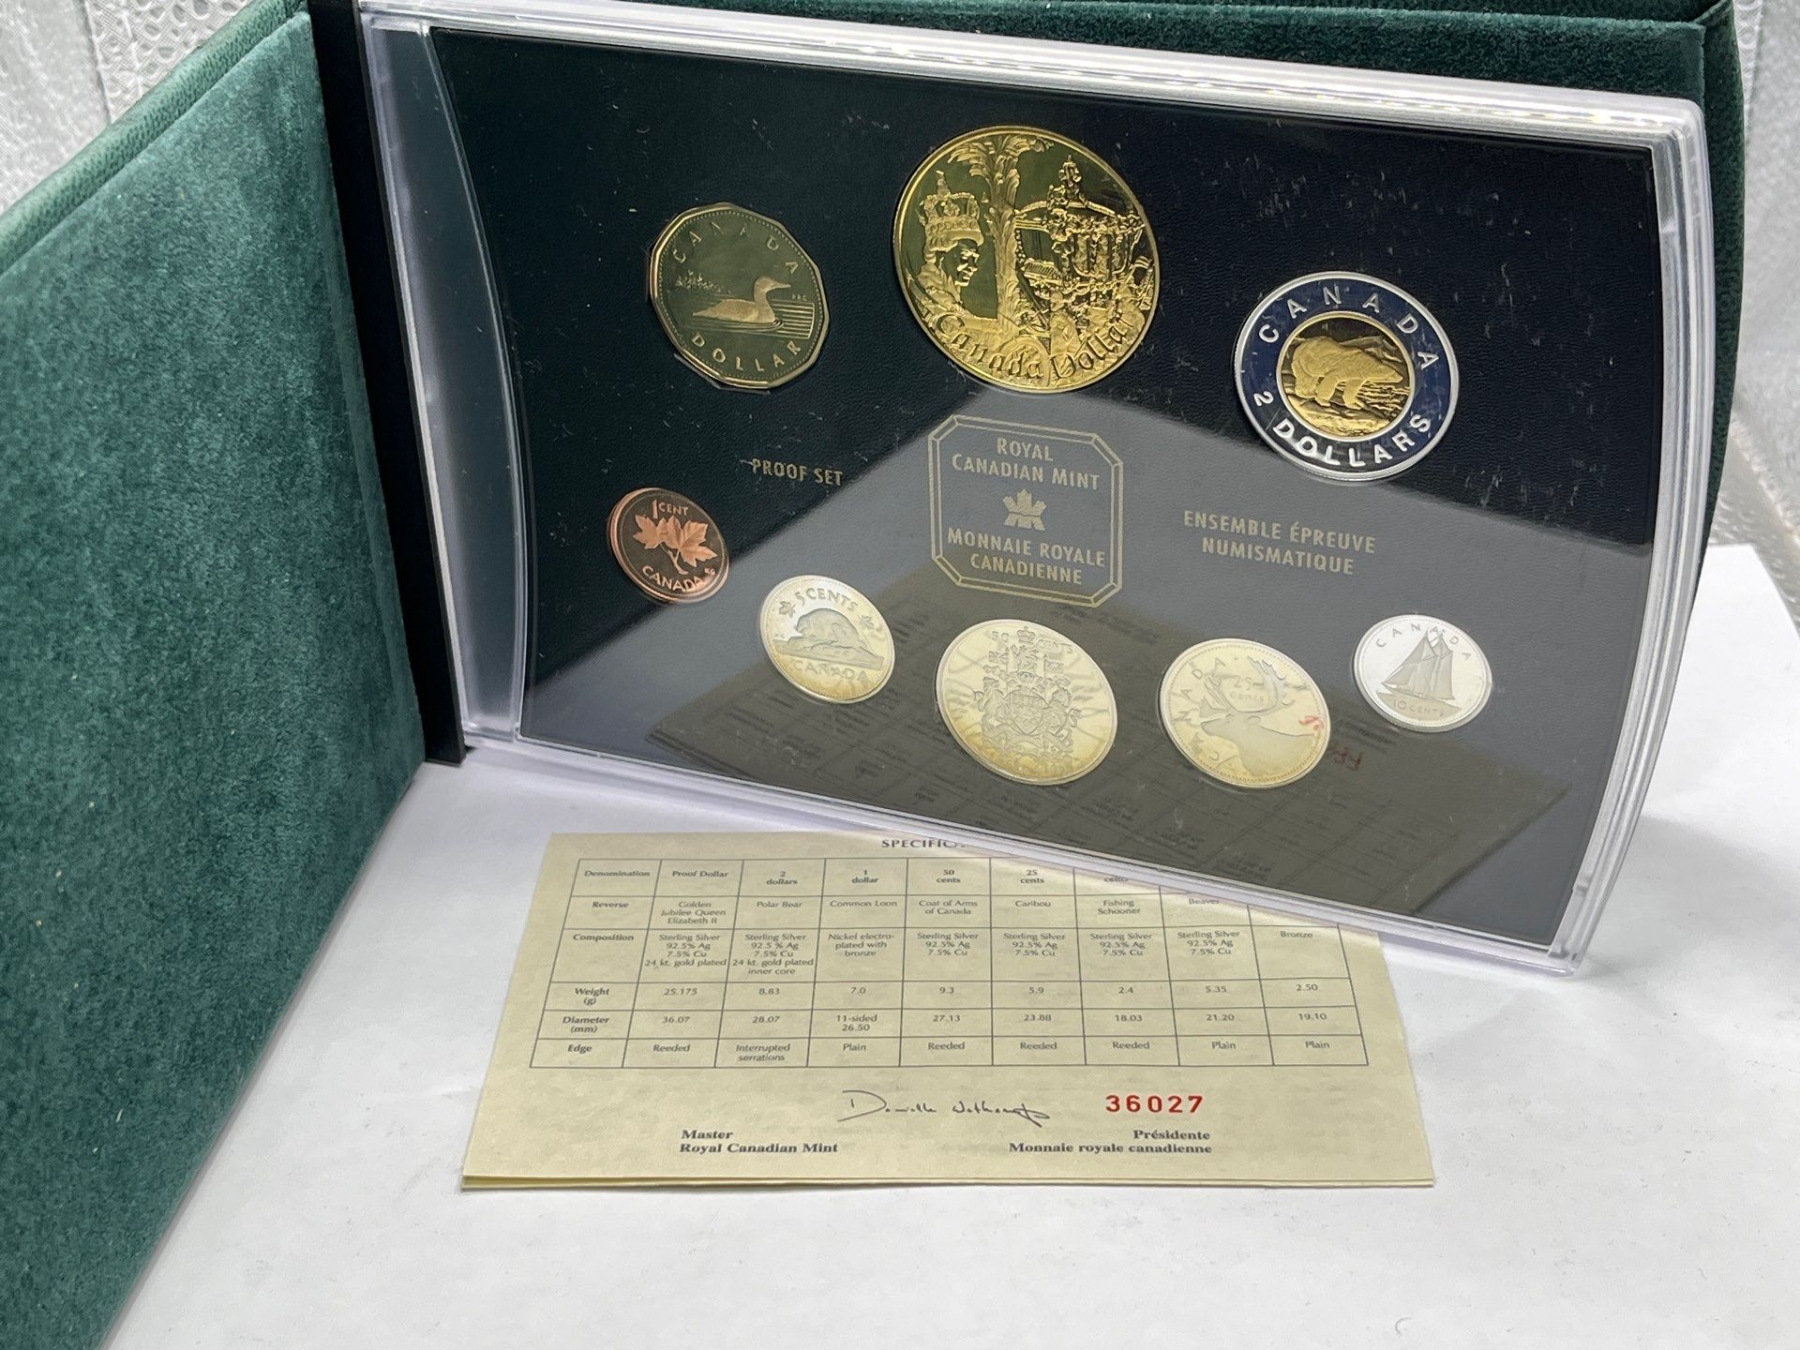 CANADA
DOLLAR
Canada Dollar
CANADA
2 DOLLARS
PROOF SET
ROYAL
CANADIAN MINT
MONNAIE ROYALE
CANADIENNE
ENSEMBLE ÉPREUVE
NUMISMATIQUE
1 CENT
CANADA
5 CENTS
CANADA
50 CENTS
CANADA
25
CENTS
CANADA
10 CENTS
Denomination Proof Dollar 2 dollars 1 dollar 50 cents 25 cents cents
Reverse Golden Jubilee Queen Elizabeth II Polar Bear Common Loon Coat of Arms of Canada Caribou Fishing Schooner Beaver
Composition Sterling Silver 92.5% Ag 7.5% Cu 24 kt. gold plated Sterling Silver 92.5 % Ag 7.5% Cu 24 kt. gold plated inner core Nickel electro-plated with bronze Sterling Silver 92.5% Ag 7.5% Cu Sterling Silver 92.5% Ag 7.5% Cu Sterling Silver 92.5% Ag 7.5% Cu Sterling Silver 92.5% Ag 7.5% Cu Bronze
Weight (g) 25.175 8.83 7.0 9.3 5.9 2.4 5.35 2.50
Diameter (mm) 36.07 28.07 11-sided 26.50 27.13 23.88 18.03 21.20 19.10
Edge Reeded Interrupted serrations Plain Reeded Reeded Reeded Plain Plain
36027
Master Présidente
Royal Canadian Mint Monnaie royale canadienne